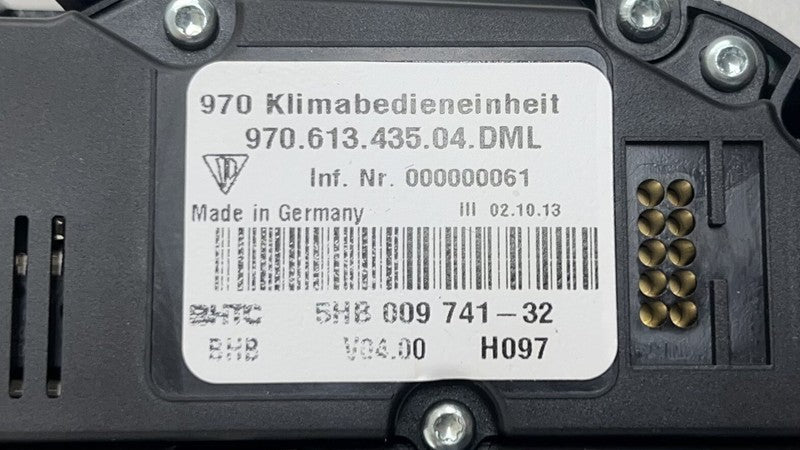 970 Klimabedieneinheit
970.613.435.04.DML
Inf. Nr. 000000061
Made in Germany III 02.10.13
BHTC 5HB 009 741-32
BHB V04.00 H097